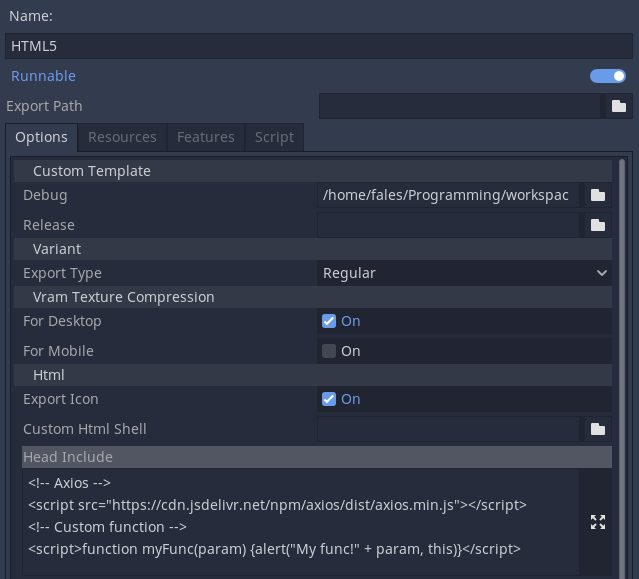 Name:
HTML5
Runnable
Export Path
Options Resources Features Script
Custom Template
Debug /home/fales/Programming/workspac
Release
Variant
Export Type Regular
Vram Texture Compression
For Desktop On
For Mobile On
Html
Export Icon On
Custom Html Shell
Head Include
<!-- Axios -->
<script src="https://cdn.jsdelivr.net/npm/axios/dist/axios.min.js"></script>
<!-- Custom function -->
<script>function myFunc(param) {alert("My func!" + param, this)}</script>